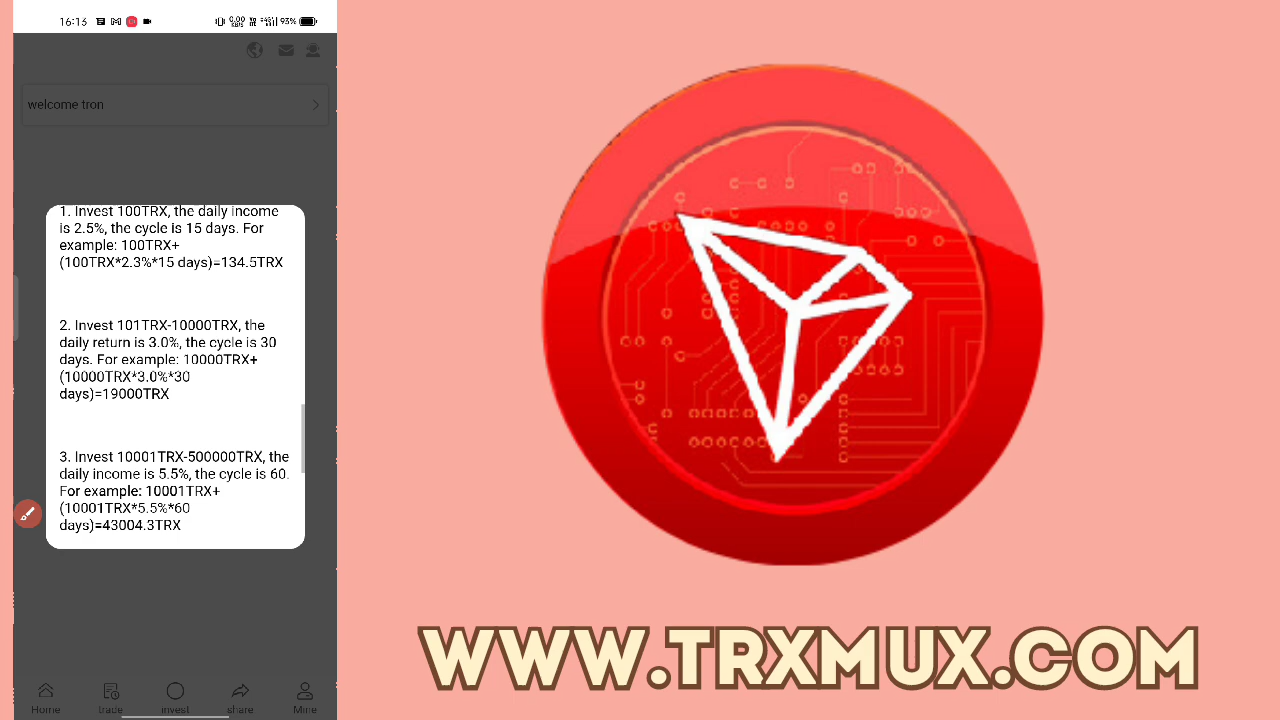 16:13
93%
welcome tron
1. Invest 100TRX, the daily income
is 2.5%, the cycle is 15 days. For
example: 100TRX+
(100TRX*2.3%*15 days)=134.5TRX
2. Invest 101TRX-10000TRX, the
daily return is 3.0%, the cycle is 30
days. For example: 10000TRX+
(10000TRX*3.0%*30
days)=19000TRX
3. Invest 10001TRX-500000TRX, the
daily income is 5.5%, the cycle is 60.
For example: 10001TRX+
(10001TRX*5.5%*60
days)=43004.3TRX
Home trade invest share Mine
WWW.TRXMUX.COM